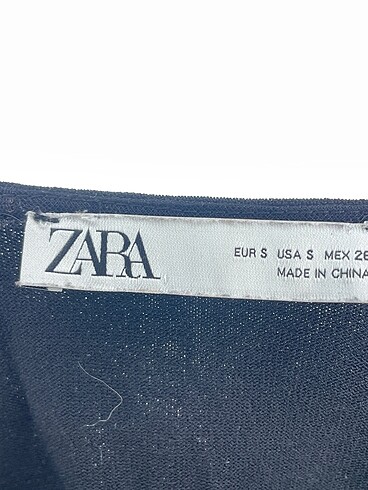 ZARA
EUR S USA S MEX 26
MADE IN CHINA